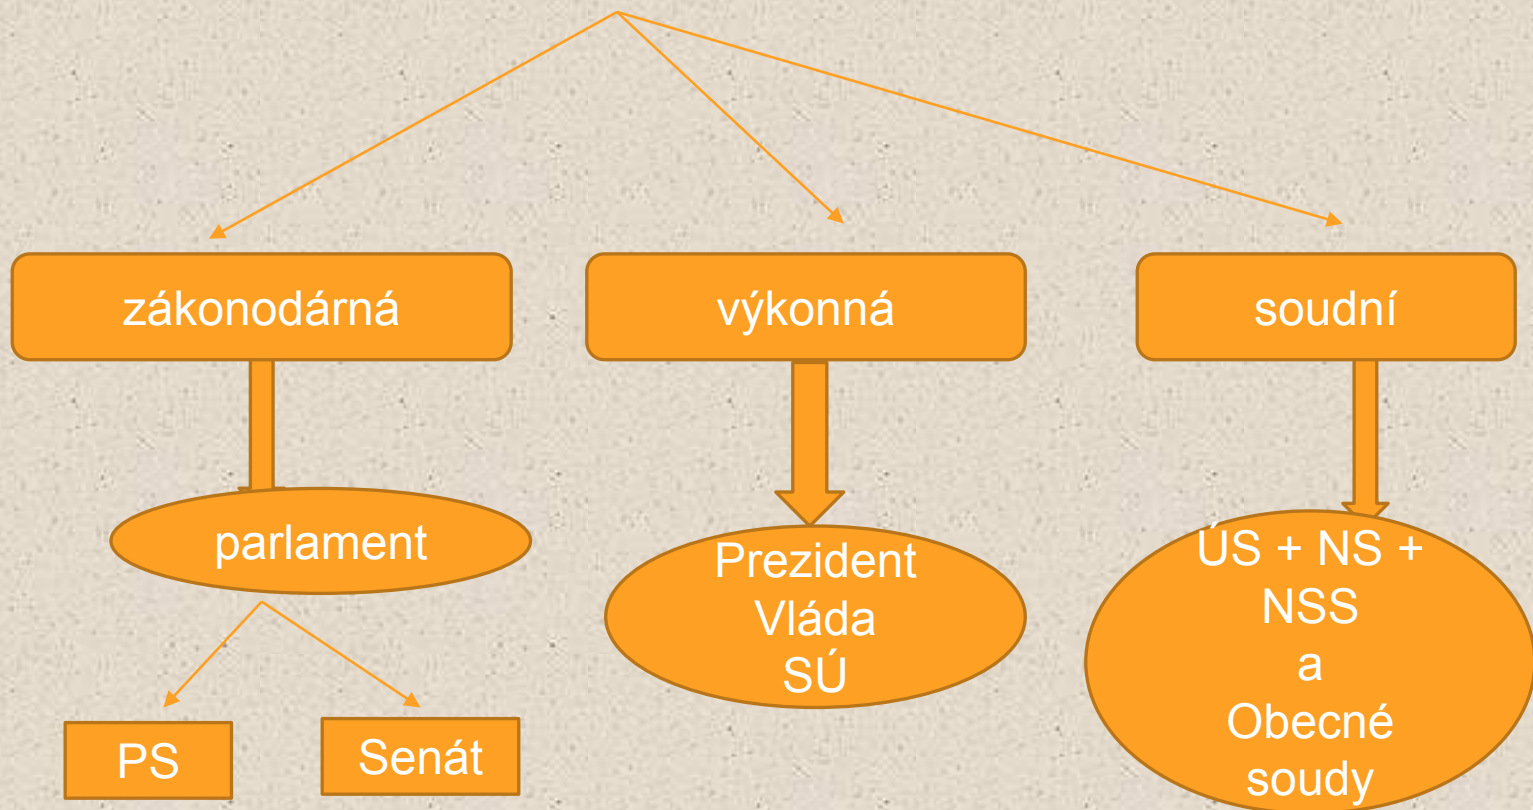 zákonodárná
výkonná
soudní
parlament
Prezident
Vláda
SÚ
ÚS + NS +
NSS
a
Obecné
soudy
PS
Senát